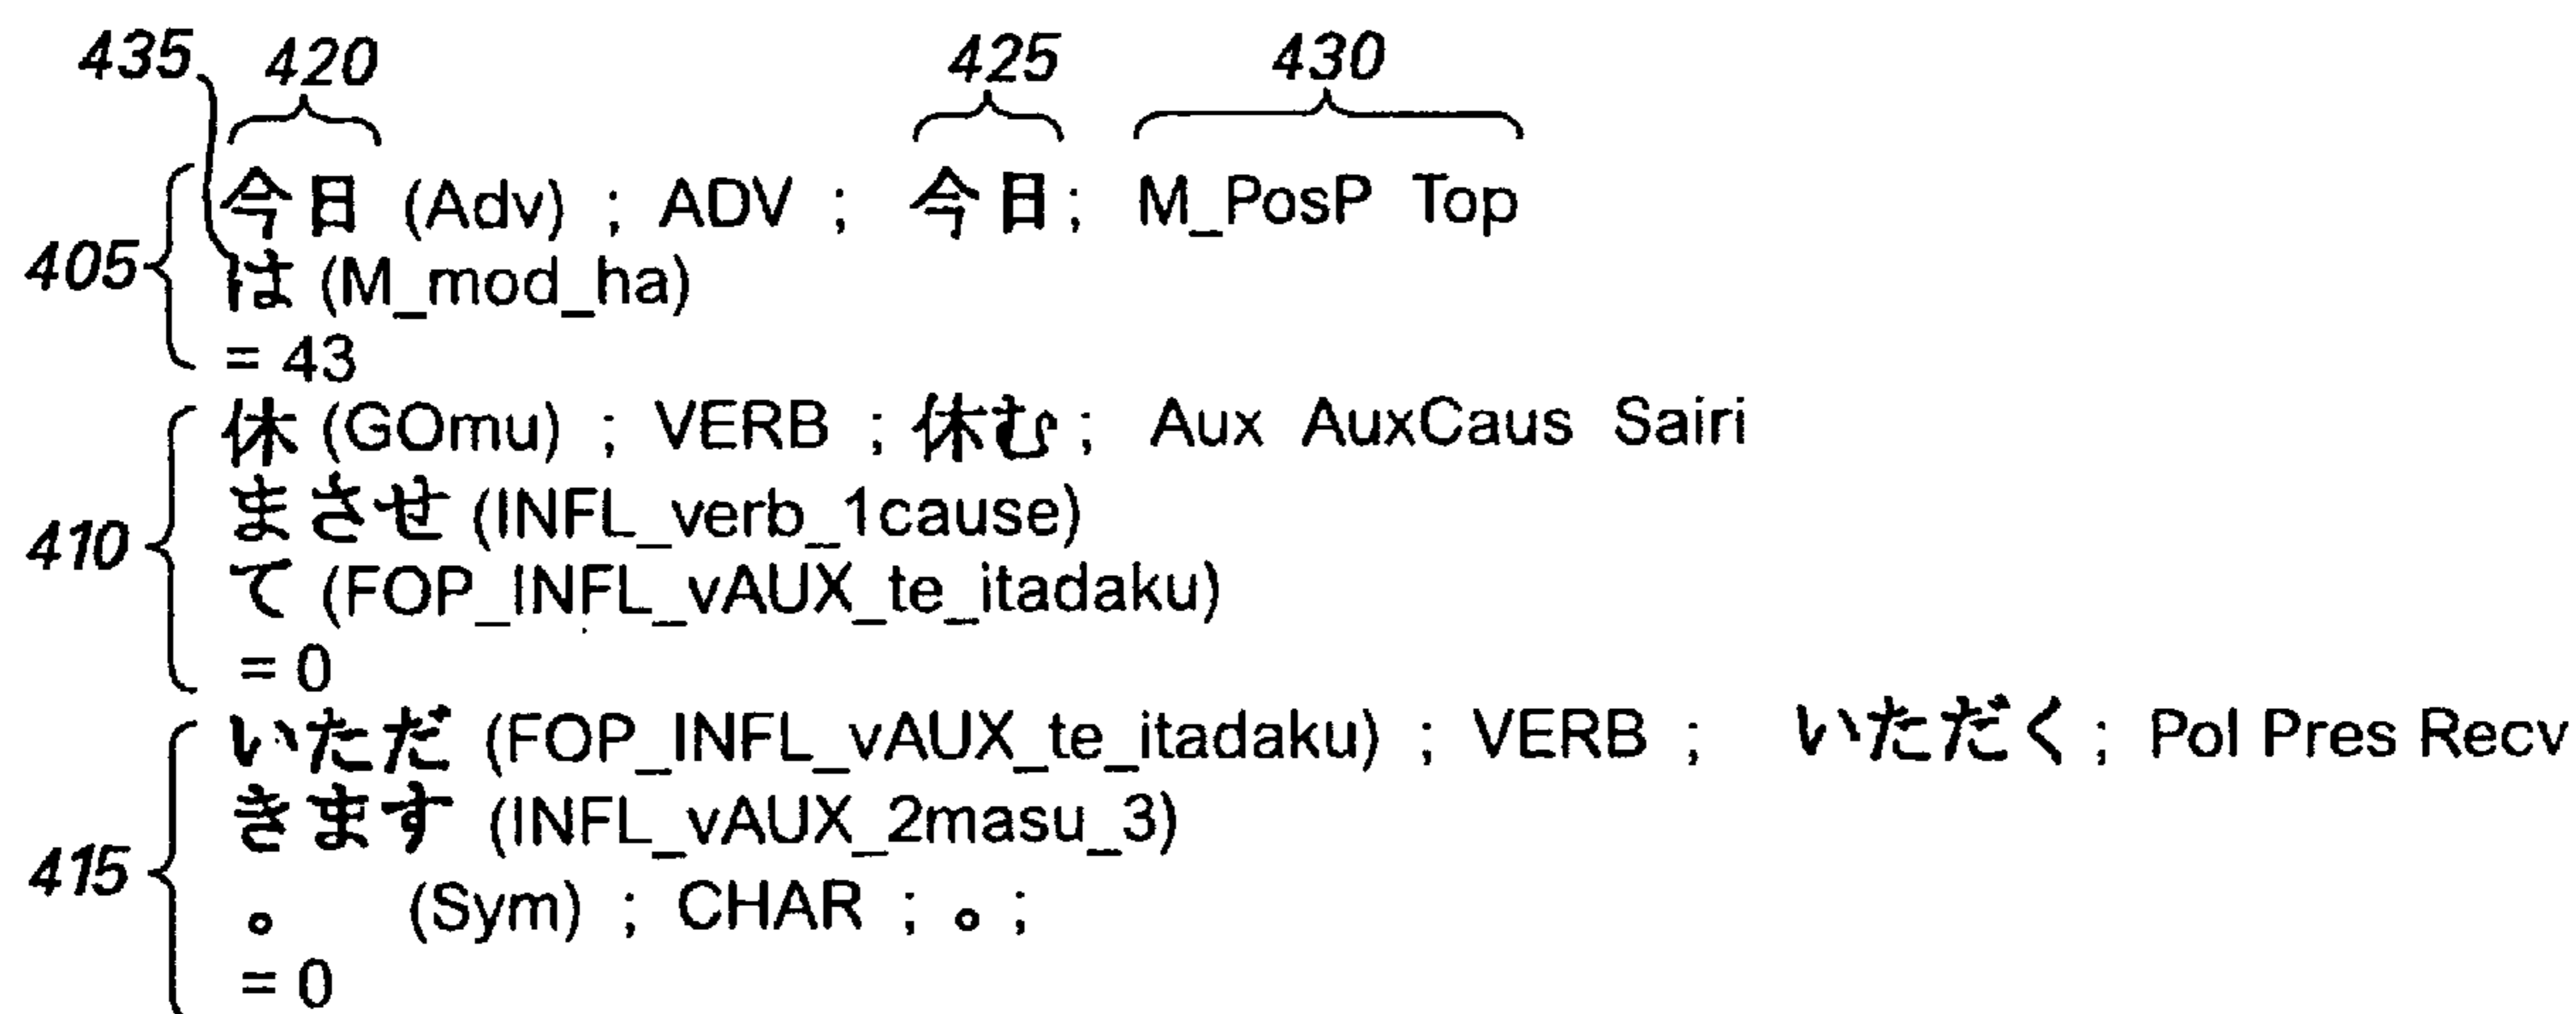 435 420 425 430
今日 (Adv) ; ADV ; 今日; M_PosP Top
405 は (M_mod_ha)
= 43
休 (GOmu) ; VERB ; 休む; Aux AuxCaus Sairi
まさせ (INFL_verb_1cause)
410 て (FOP_INFL_vAUX_te_itadaku)
= 0
いただ (FOP_INFL_vAUX_te_itadaku) ; VERB ; いただく; Pol Pres Recv
きます (INFL_vAUX_2masu_3)
415 。 (Sym) ; CHAR ; 。;
= 0